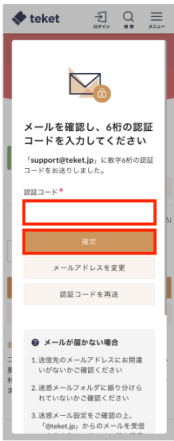 teket
ログイン
検索
メニュー
メールを確認し、6桁の認証
コードを入力してください
「support@teket.jp」に数字6桁の認証
コードをお送りしました。
認証コード*
確定
メールアドレスを変更
認証コードを再送
メールが届かない場合
1.送信先のメールアドレスにお間違
いがないかご確認ください
2.迷惑メールフォルダに振り分けら
れていないかご確認ください
3.迷惑メール設定をご確認の上、
「@teket.jp」からのメールを受信